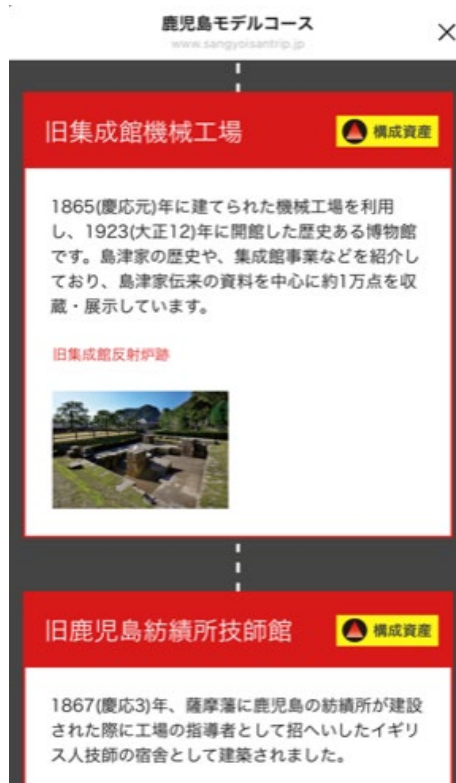 鹿児島モデルコース
www.sangyoisantrip.jp
旧集成館機械工場
構成資産
1865(慶応元)年に建てられた機械工場を利用
し、1923(大正12)年に開館した歴史ある博物館
です。島津家の歴史や、集成館事業などを紹介し
ており、島津家伝来の資料を中心に約1万点を収
蔵・展示しています。
旧集成館反射炉跡
旧鹿児島紡績所技師館
構成資産
1867(慶応3)年、薩摩藩に鹿児島の紡績所が建設
された際に工場の指導者として招へいしたイギリ
ス人技師の宿舎として建築されました。